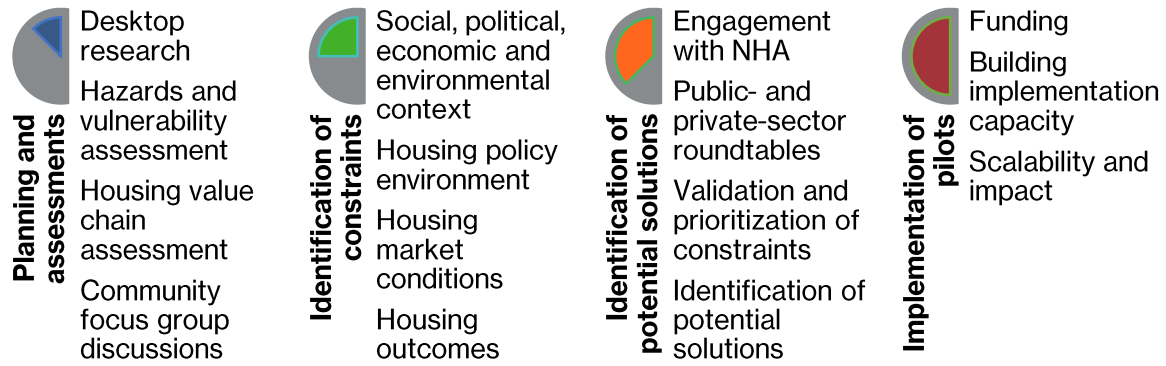 Planning and
assessments
Desktop
research
Hazards and
vulnerability
assessment
Housing value
chain
assessment
Community
focus group
discussions
Identification of
constraints
Social, political,
economic and
environmental
context
Housing policy
environment
Housing
market
conditions
Housing
outcomes
Identification of
potential solutions
Engagement
with NHA
Public- and
private-sector
roundtables
Validation and
prioritization of
constraints
Identification of
potential
solutions
Implementation of
pilots
Funding
Building
implementation
capacity
Scalability and
impact